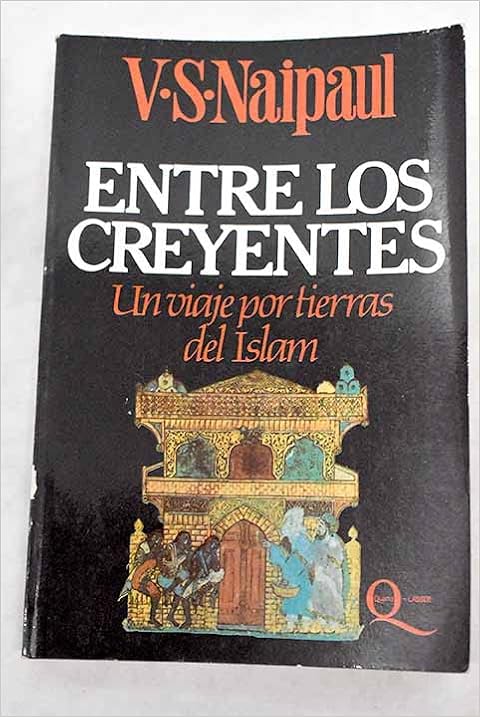 V·S·Naipaul
ENTRE LOS
CREYENTES
Un viaje por tierras
del Islam
Q